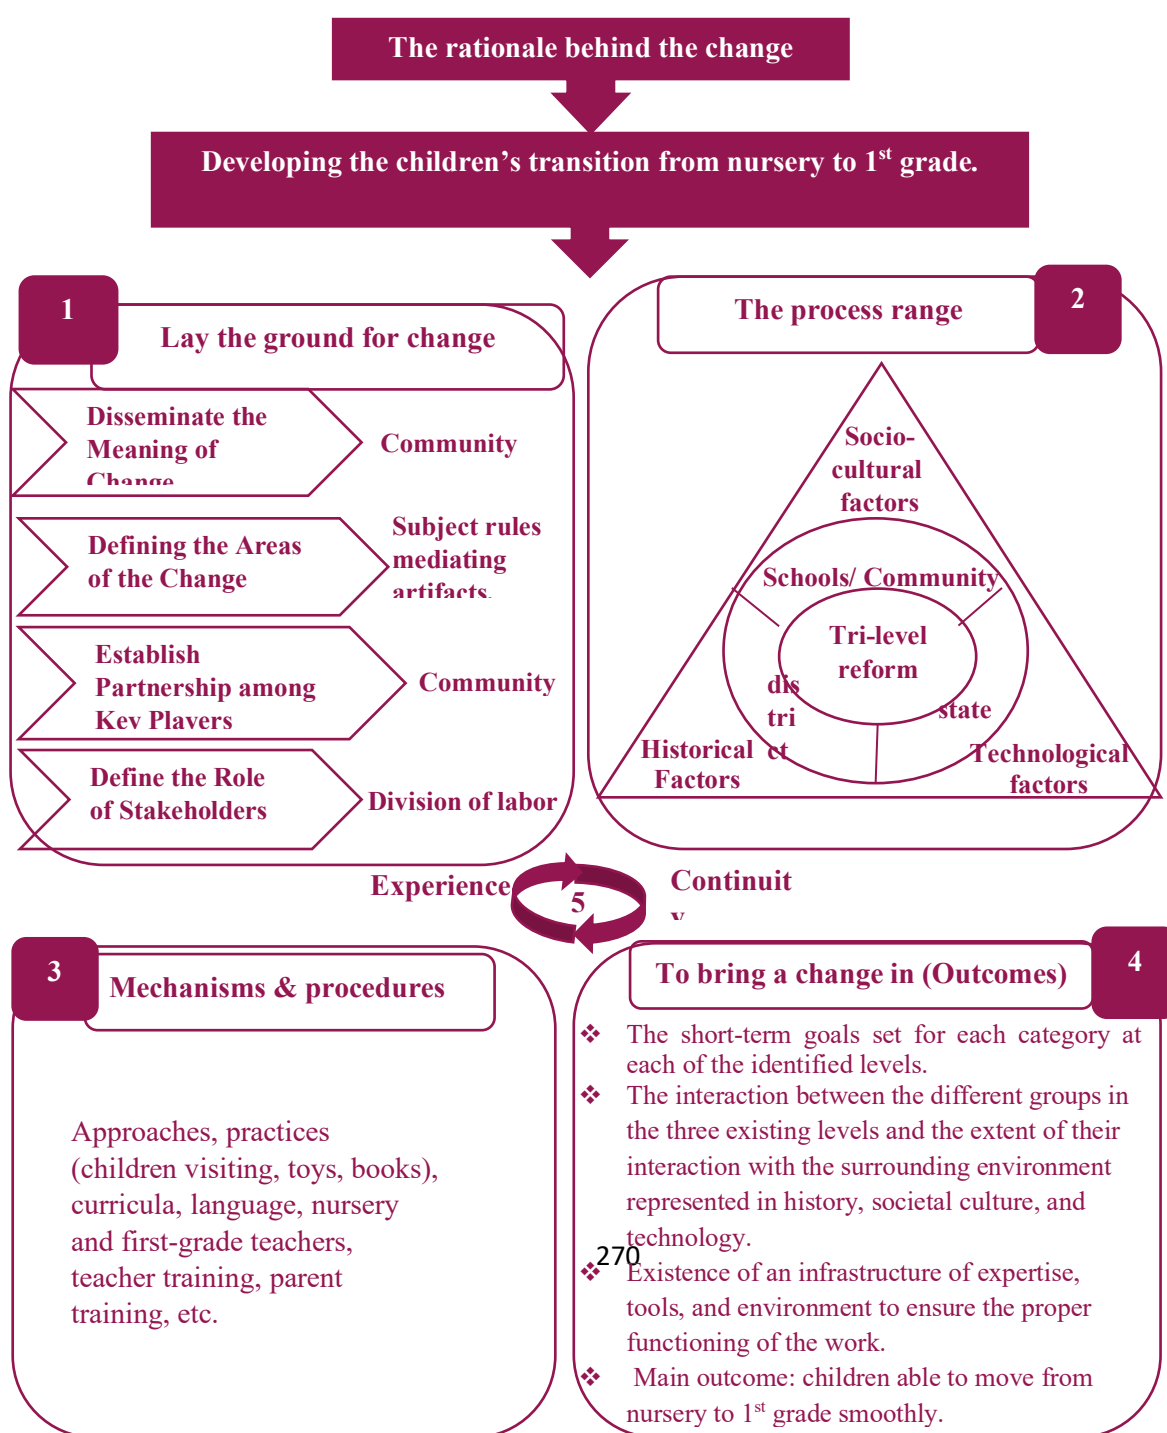 The rationale behind the change
Developing the children's transition from nursery to 1st grade.
1
Lay the ground for change
Disseminate the
Meaning of
Change
Community
Defining the Areas
of the Change
Subject rules
mediating
artifacts.
Establish
Partnership among
Key Players
Community
Define the Role
of Stakeholders
Division of labor
2
The process range
Socio-
cultural
factors
Schools/ Community
Tri-level
reform
dis
tri
ct
state
Historical
Factors
Technological
factors
Experience
5
Continuit
y
3
Mechanisms & procedures
Approaches, practices
(children visiting, toys, books),
curricula, language, nursery
and first-grade teachers,
teacher training, parent
training, etc.
4
To bring a change in (Outcomes)
❖ The short-term goals set for each category at
each of the identified levels.
❖ The interaction between the different groups in
the three existing levels and the extent of their
interaction with the surrounding environment
represented in history, societal culture, and
technology.
❖ Existence of an infrastructure of expertise,
tools, and environment to ensure the proper
functioning of the work.
❖ Main outcome: children able to move from
nursery to 1st grade smoothly.
270